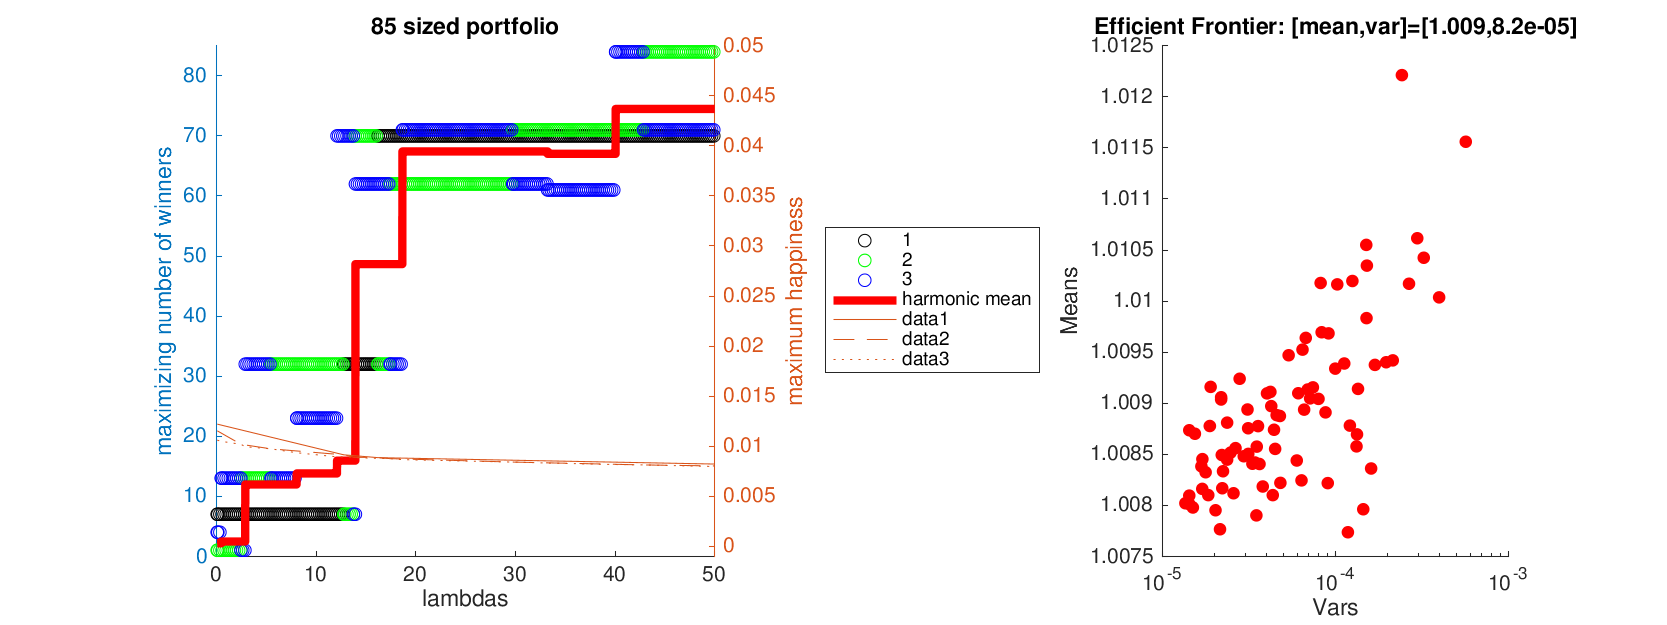 85 sized portfolio
maximizing number of winners
80
70
60
50
40
30
20
10
0
0 10 20 30 40 50
lambdas
0.05
0.045
0.04
0.035
0.03
0.025
0.02
0.015
0.01
0.005
0
maximum happiness
1
2
3
harmonic mean
data1
data2
data3
Efficient Frontier: [mean,var]=[1.009,8.2e-05]
Means
1.0125
1.012
1.0115
1.011
1.0105
1.01
1.0095
1.009
1.0085
1.008
1.0075
10^-5 10^-4 10^-3
Vars